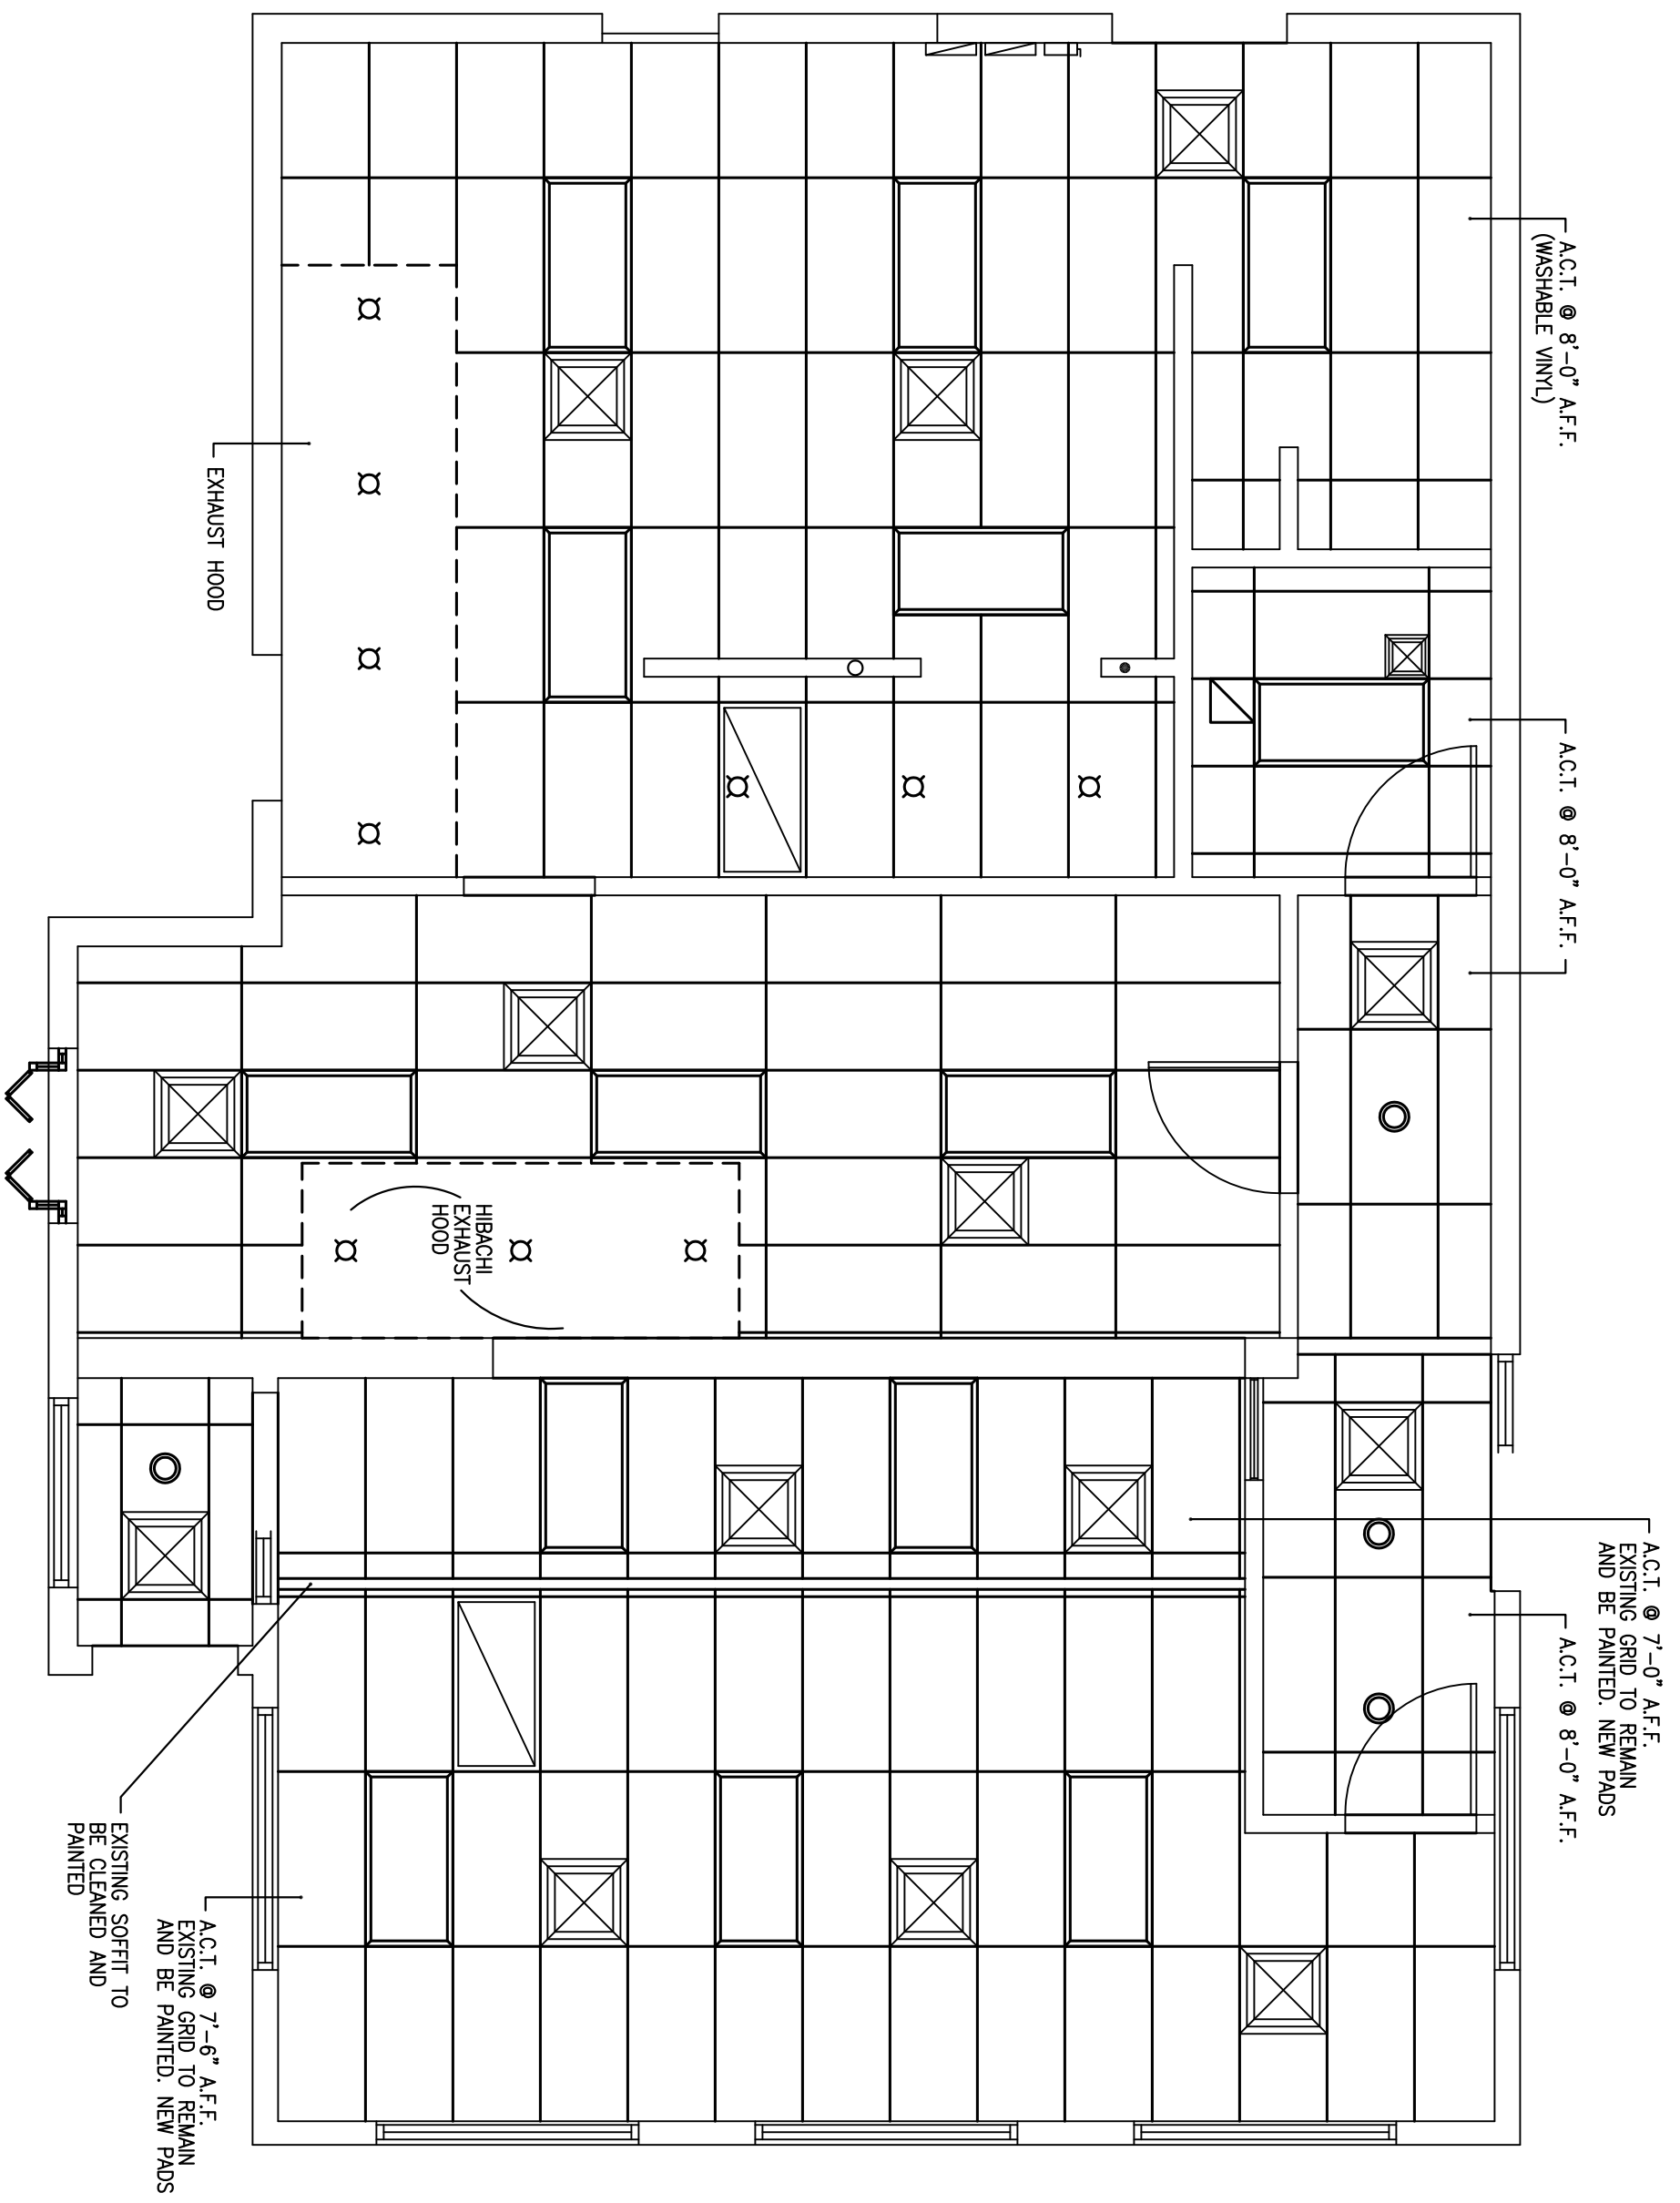 A.C.T. @ 8'-0" A.F.F.
(WASHABLE VINYL)
A.C.T. @ 8'-0" A.F.F.
A.C.T. @ 7'-0" A.F.F.
EXISTING GRID TO REMAIN
AND BE PAINTED. NEW PADS
A.C.T. @ 8'-0" A.F.F.
EXHAUST HOOD
HIBACHI
EXHAUST
HOOD
EXISTING SOFFIT TO
BE CLEANED AND
PAINTED
A.C.T. @ 7'-6" A.F.F.
EXISTING GRID TO REMAIN
AND BE PAINTED. NEW PADS